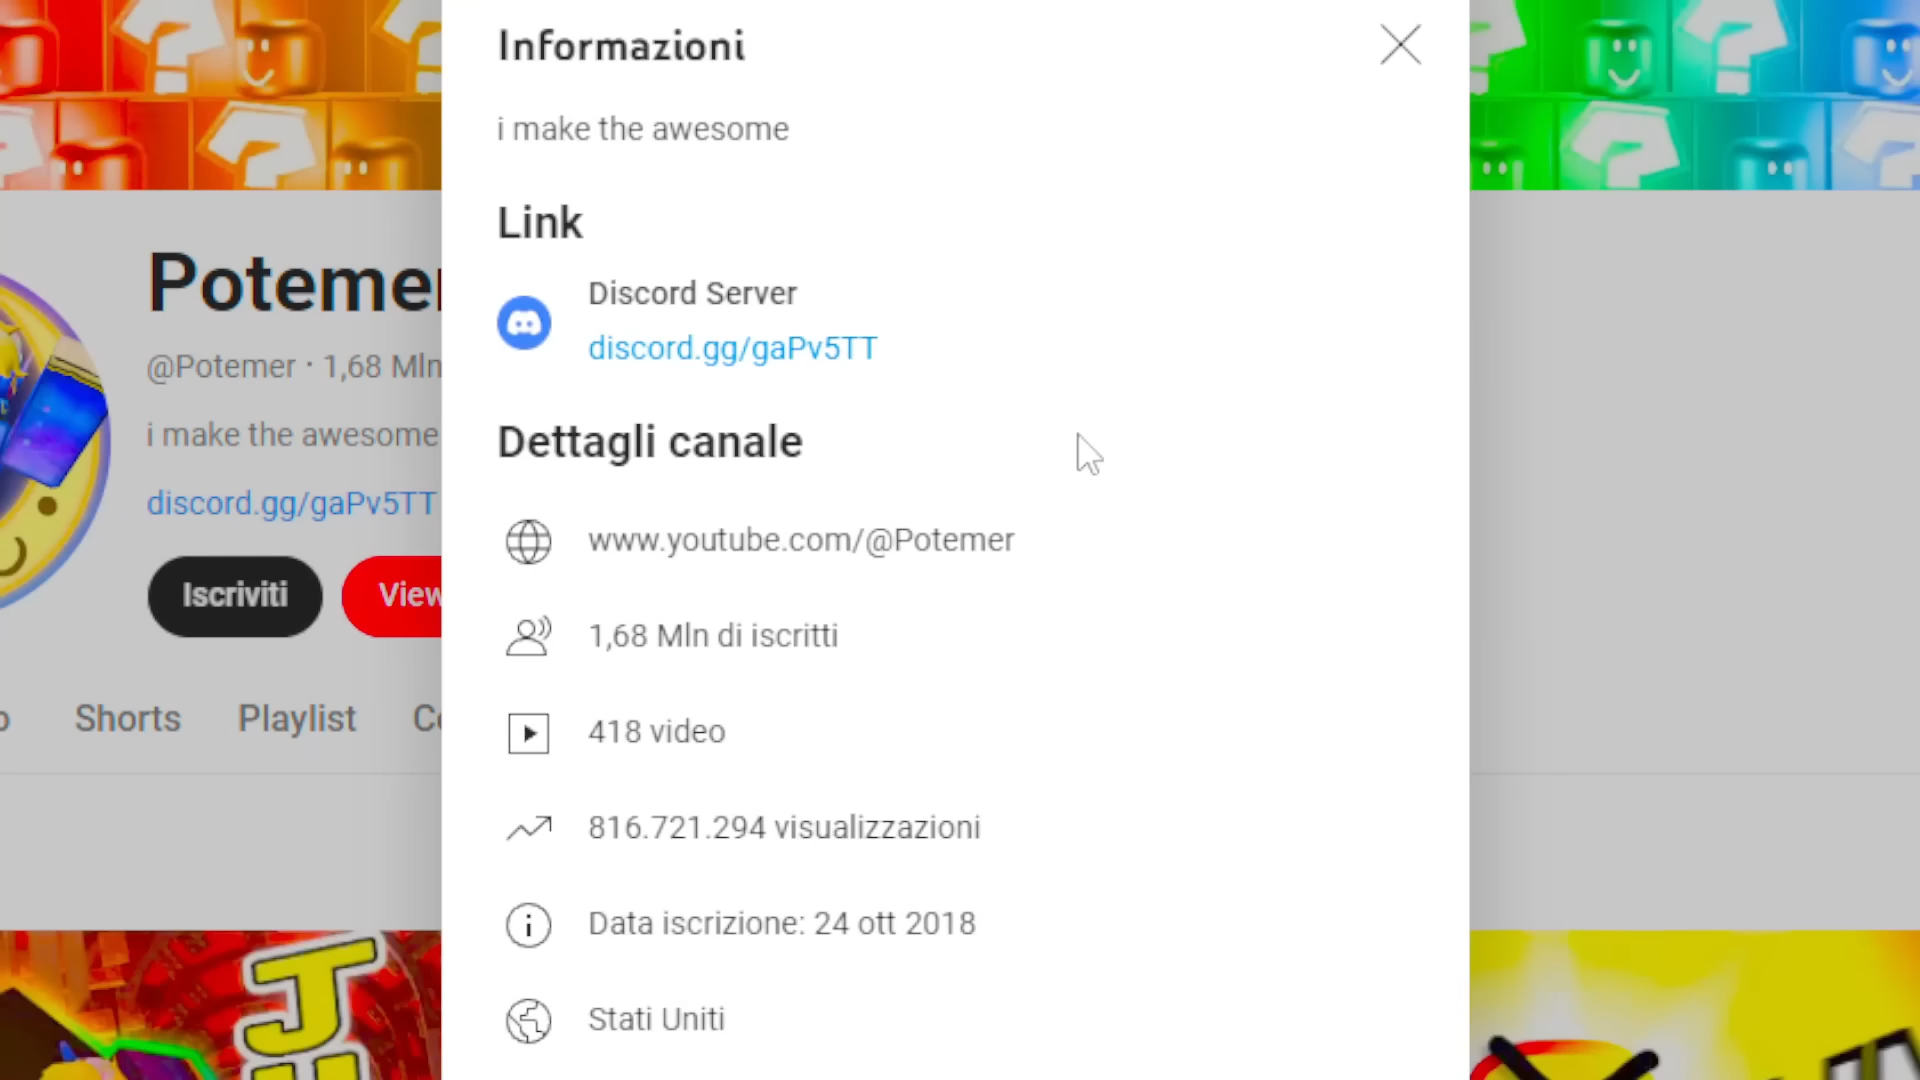 Informazioni
i make the awesome
Link
Discord Server
discord.gg/gaPv5TT
Dettagli canale
www.youtube.com/@Potemer
1,68 Mln di iscritti
418 video
816.721.294 visualizzazioni
Data iscrizione: 24 ott 2018
Stati Uniti
Potemer
@Potemer · 1,68 Mln
i make the awesome
discord.gg/gaPv5TT
Iscriviti
View
Shorts
Playlist